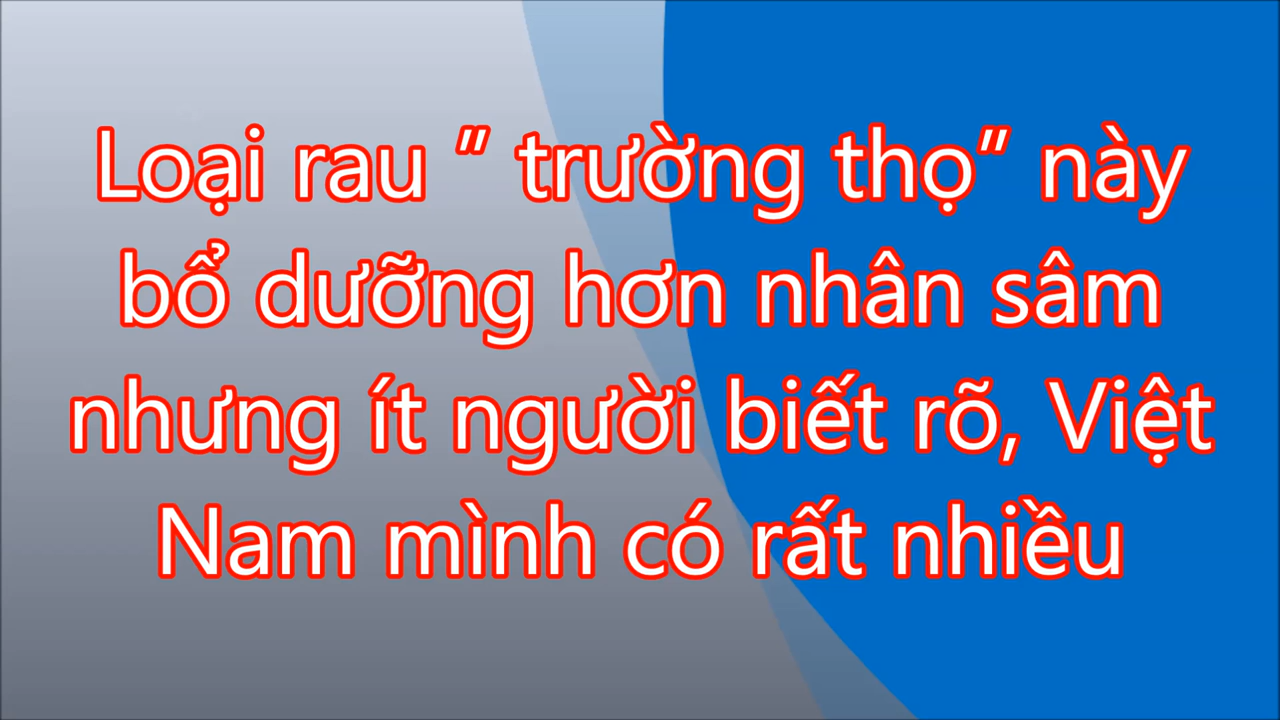 Loại rau ” trường thọ” này
bổ dưỡng hơn nhân sâm
nhưng ít người biết rõ, Việt
Nam mình có rất nhiều